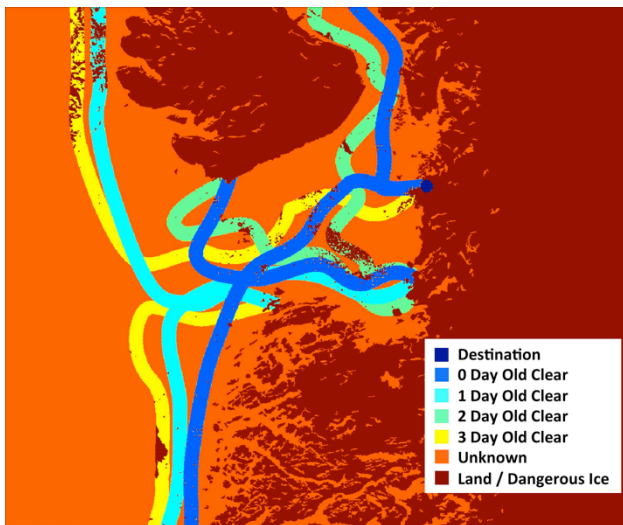 Destination
0 Day Old Clear
1 Day Old Clear
2 Day Old Clear
3 Day Old Clear
Unknown
Land / Dangerous Ice